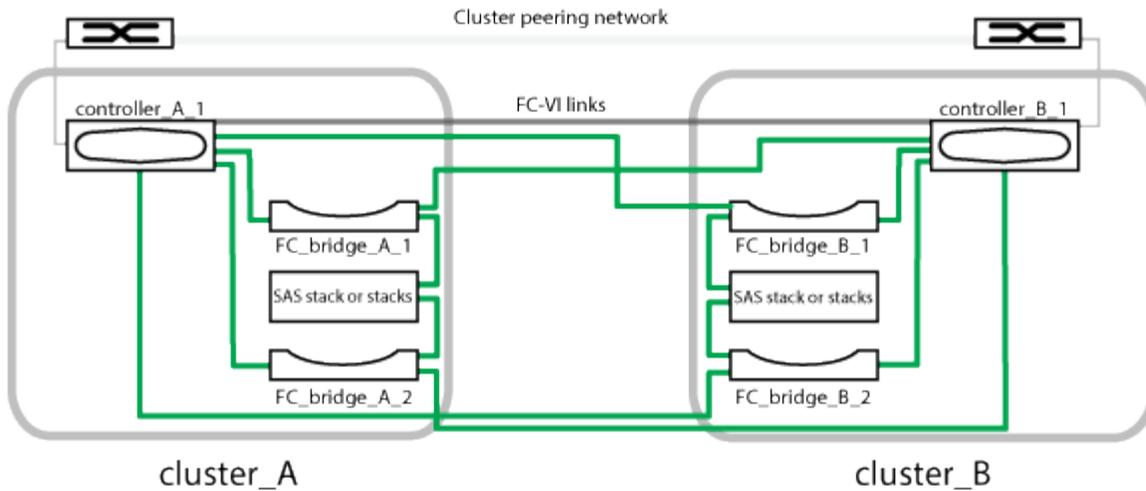 Cluster peering network
controller_A_1
FC-VI links
controller_B_1
FC_bridge_A_1
FC_bridge_B_1
SAS stack or stacks
SAS stack or stacks
FC_bridge_A_2
FC_bridge_B_2
cluster_A
cluster_B